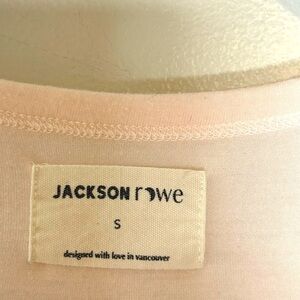 JACKSON rowe
S
designed with love in vancouver